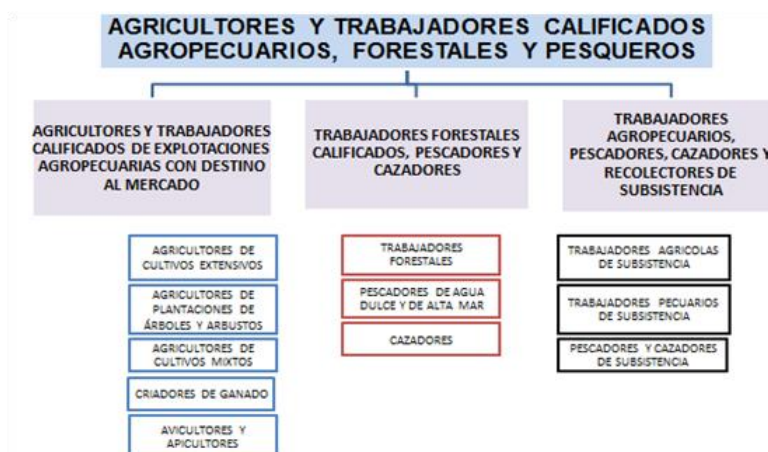 AGRICULTORES Y TRABAJADORES CALIFICADOS
AGROPECUARIOS, FORESTALES Y PESQUEROS
AGRICULTORES Y TRABAJADORES
CALIFICADOS DE EXPLOTACIONES
AGROPECUARIAS CON DESTINO
AL MERCADO
AGRICULTORES DE
CULTIVOS EXTENSIVOS
AGRICULTORES DE
PLANTACIONES DE
ÁRBOLES Y ARBUSTOS
AGRICULTORES DE
CULTIVOS MIXTOS
CRIADORES DE GANADO
AVICULTORES Y
APICULTORES
TRABAJADORES FORESTALES
CALIFICADOS, PESCADORES Y
CAZADORES
TRABAJADORES
FORESTALES
PESCADORES DE AGUA
DULCE Y DE ALTA MAR
CAZADORES
TRABAJADORES
AGROPECUARIOS,
PESCADORES, CAZADORES Y
RECOLECTORES DE
SUBSISTENCIA
TRABAJADORES AGRICOLAS
DE SUBSISTENCIA
TRABAJADORES PECUARIOS
DE SUBSISTENCIA
PESCADORES Y CAZADORES
DE SUBSISTENCIA